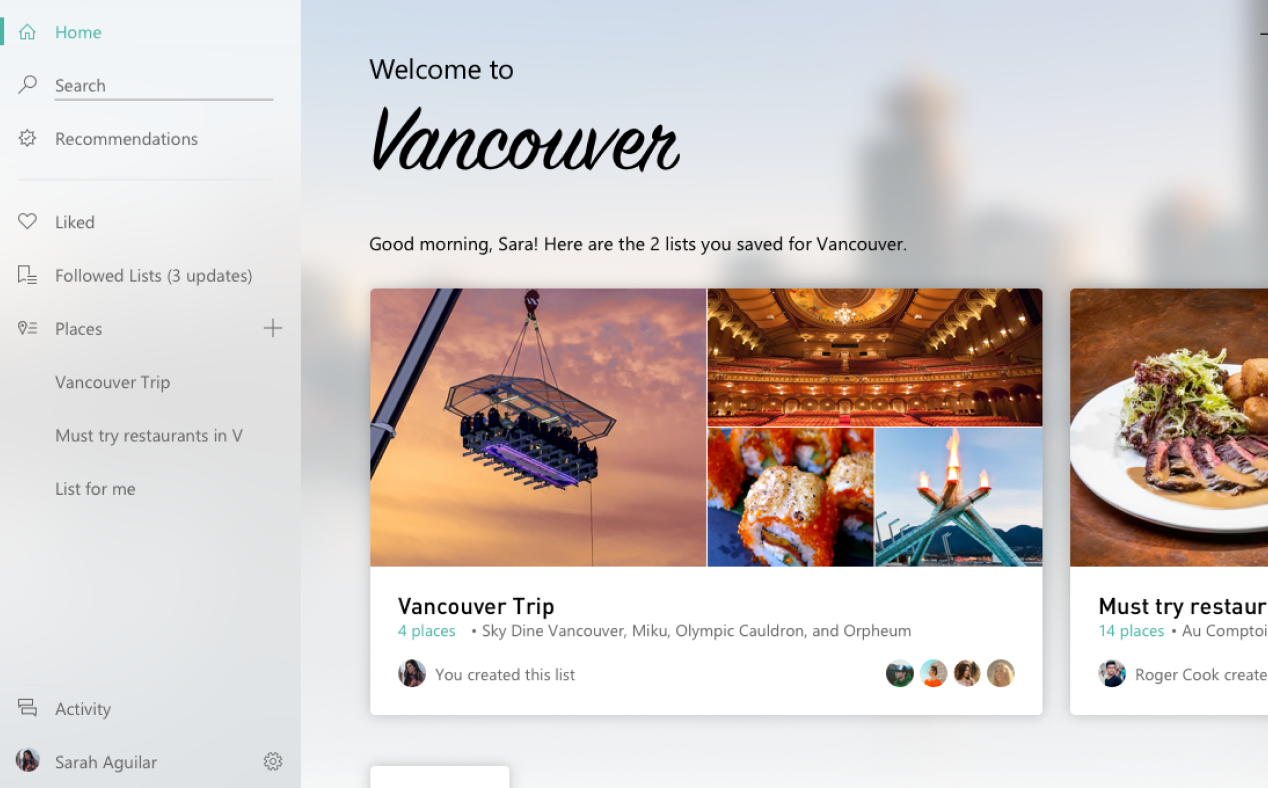 Home
Search
Recommendations
Liked
Followed Lists (3 updates)
Places
Vancouver Trip
Must try restaurants in V
List for me
Activity
Sarah Aguilar
Welcome to
Vancouver
Good morning, Sara! Here are the 2 lists you saved for Vancouver.
Vancouver Trip
4 places • Sky Dine Vancouver, Miku, Olympic Cauldron, and Orpheum
You created this list
Must try restaur
14 places • Au Comptoi
Roger Cook create